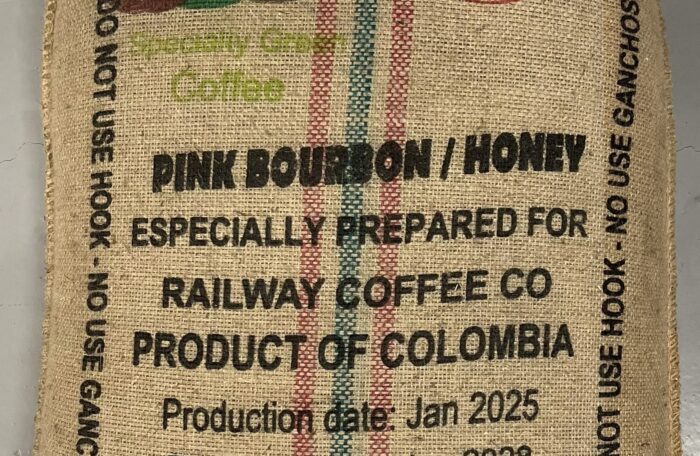 Specialty Green
Coffee
PINK BOURBON / HONEY
ESPECIALLY PREPARED FOR
RAILWAY COFFEE CO
PRODUCT OF COLOMBIA
Production date: Jan 2025
DO NOT USE HOOK - NO USE GANC
NOT USE HOOK - NO USE GANCHOS